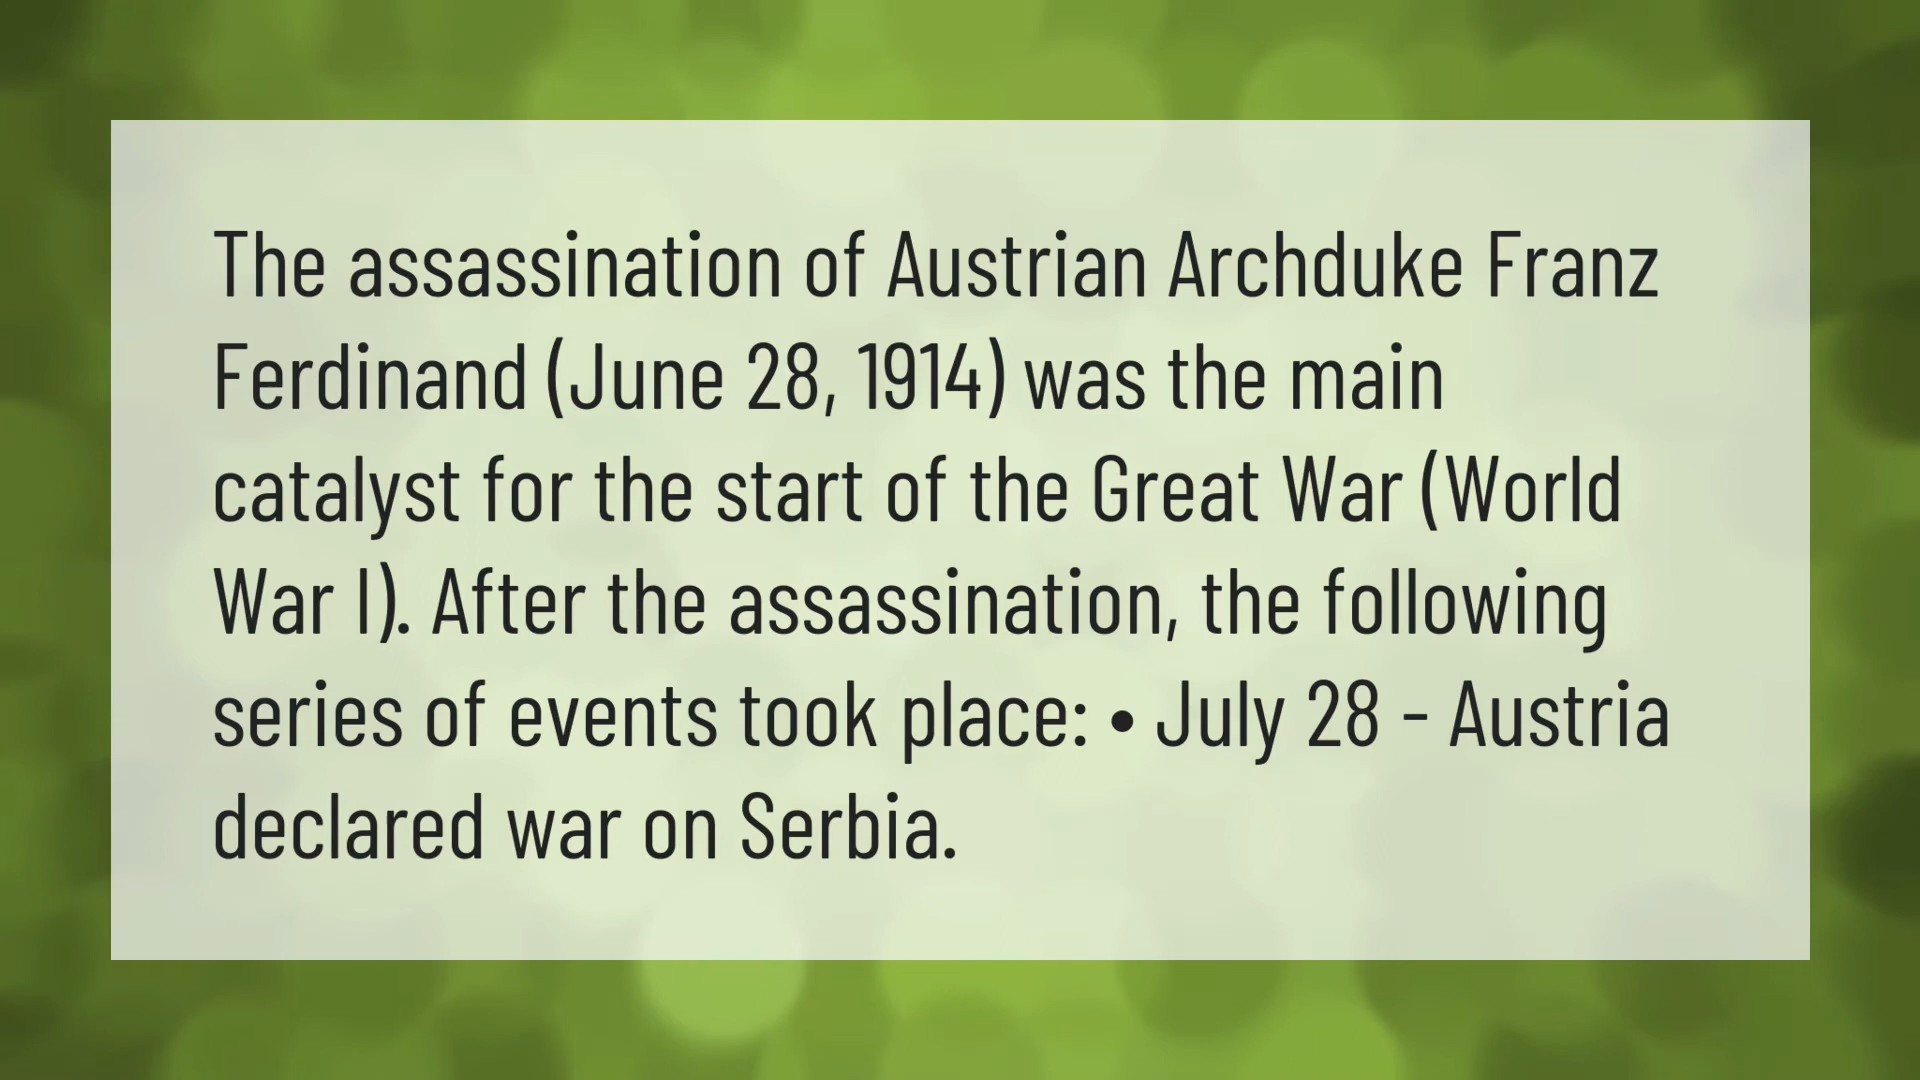 The assassination of Austrian Archduke Franz
Ferdinand (June 28, 1914) was the main
catalyst for the start of the Great War (World
War I). After the assassination, the following
series of events took place: • July 28 - Austria
declared war on Serbia.